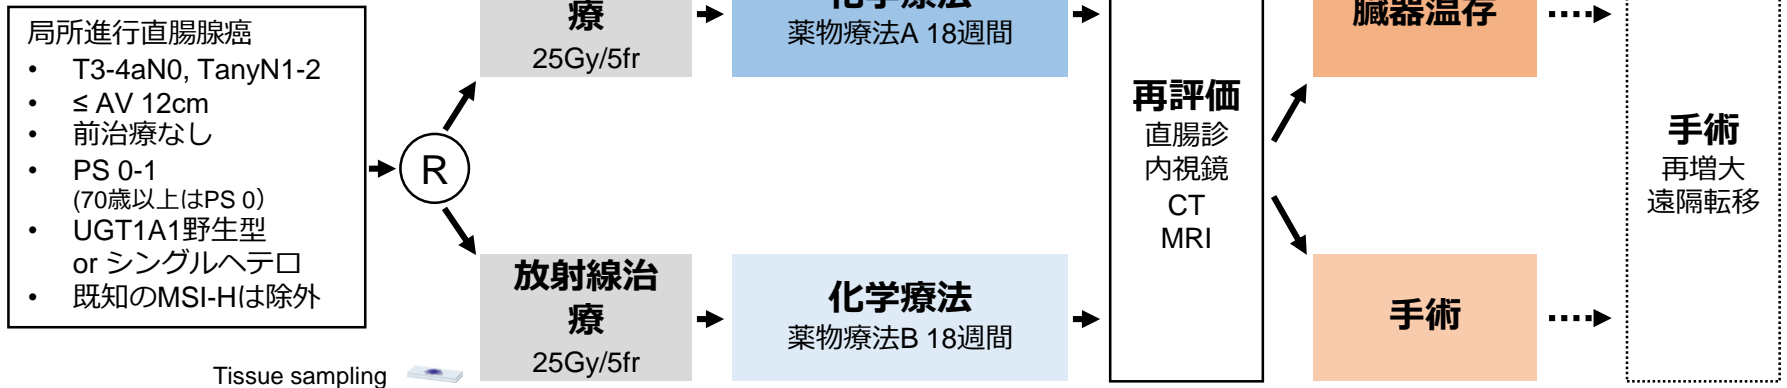 局所進行直腸腺癌
• T3-4aN0, TanyN1-2
• ≤ AV 12cm
• 前治療なし
• PS 0-1
(70歳以上はPS 0）
• UGT1A1野生型
or シングルヘテロ
• 既知のMSI-Hは除外
R
療
25Gy/5fr
化学療法
薬物療法A 18週間
放射線治
療
25Gy/5fr
化学療法
薬物療法B 18週間
再評価
直腸診
内視鏡
CT
MRI
臓器温存
手術
手術
再増大
遠隔転移
Tissue sampling